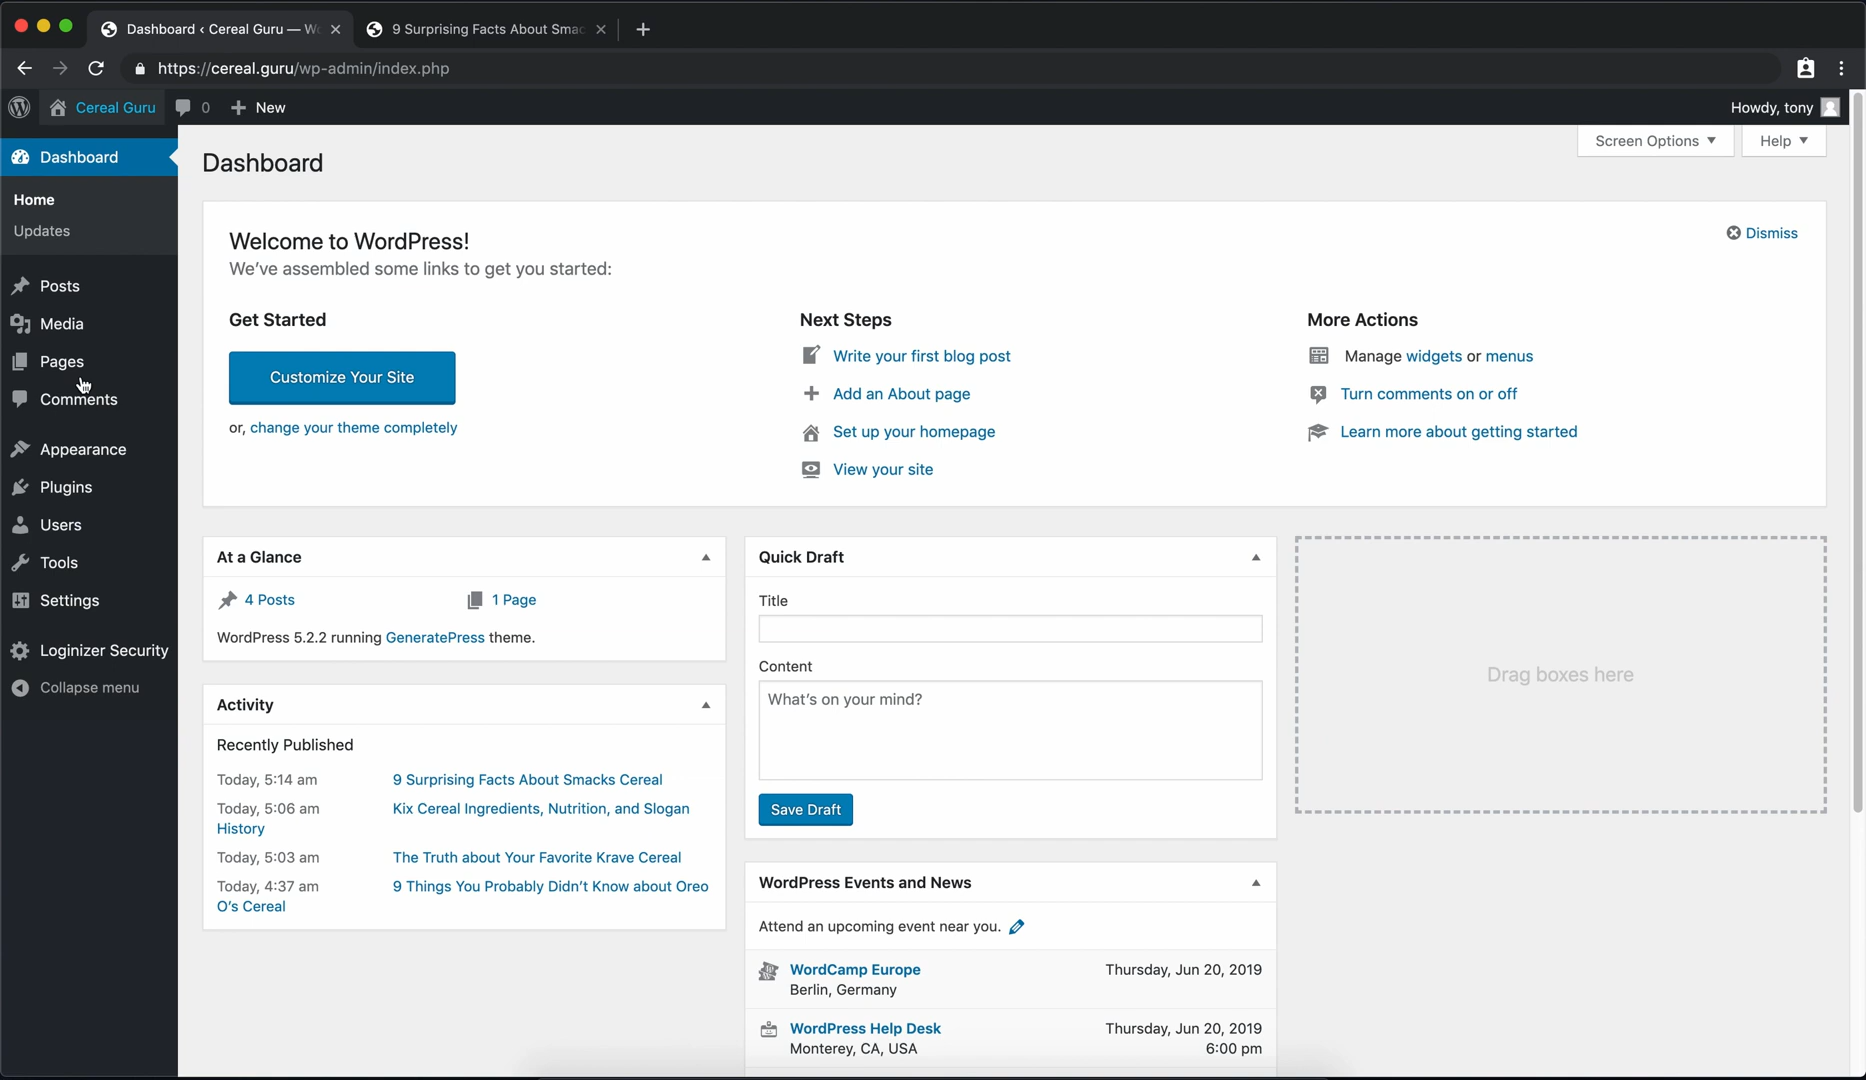 Dashboard ‹ Cereal Guru — Wo
9 Surprising Facts About Smac
https://cereal.guru/wp-admin/index.php
Cereal Guru
0
New
Howdy, tony
Dashboard
Home
Updates
Posts
Media
Pages
Comments
Appearance
Plugins
Users
Tools
Settings
Loginizer Security
Collapse menu
Dashboard
Screen Options
Help
Welcome to WordPress!
We've assembled some links to get you started:
Dismiss
Get Started
Customize Your Site
or, change your theme completely
Next Steps
Write your first blog post
Add an About page
Set up your homepage
View your site
More Actions
Manage widgets or menus
Turn comments on or off
Learn more about getting started
At a Glance
4 Posts
1 Page
WordPress 5.2.2 running GeneratePress theme.
Activity
Recently Published
Today, 5:14 am 9 Surprising Facts About Smacks Cereal
Today, 5:06 am Kix Cereal Ingredients, Nutrition, and Slogan
History
Today, 5:03 am The Truth about Your Favorite Krave Cereal
Today, 4:37 am 9 Things You Probably Didn't Know about Oreo
O's Cereal
Quick Draft
Title
Content
What's on your mind?
Save Draft
WordPress Events and News
Attend an upcoming event near you.
WordCamp Europe Thursday, Jun 20, 2019
Berlin, Germany
WordPress Help Desk Thursday, Jun 20, 2019
Monterey, CA, USA 6:00 pm
Drag boxes here